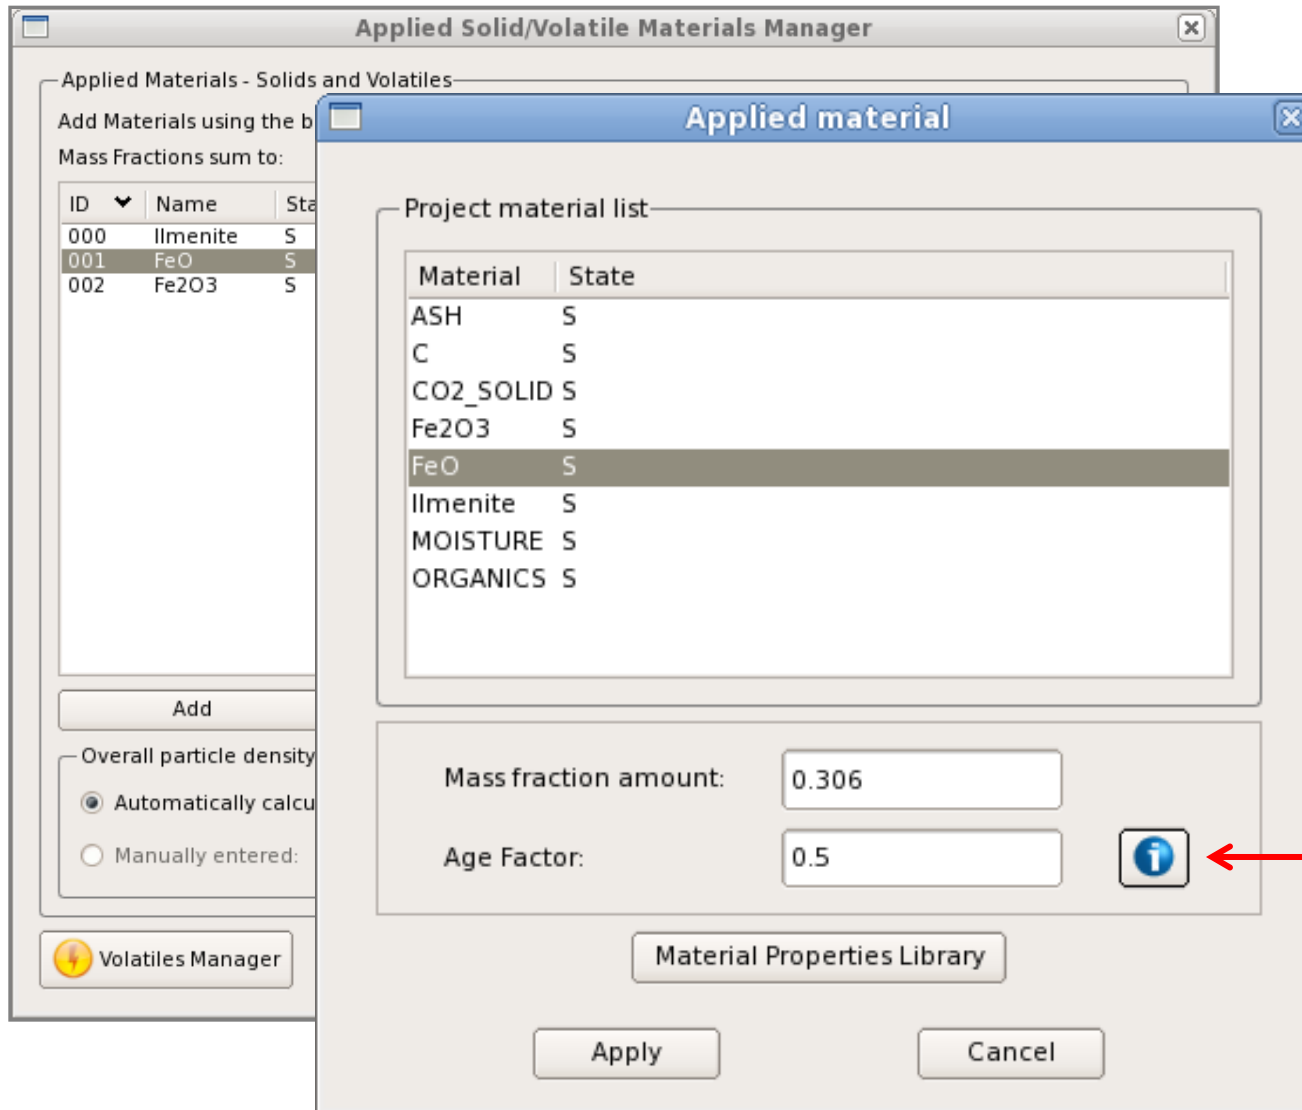 Applied Solid/Volatile Materials Manager
Applied Materials - Solids and Volatiles
Add Materials using the b
Mass Fractions sum to:
ID Name Sta
000 Ilmenite S
001 FeO S
002 Fe2O3 S
Add
Overall particle density
Automatically calcu
Manually entered:
Volatiles Manager
Applied material
Project material list
Material State
ASH S
C S
CO2_SOLID S
Fe2O3 S
FeO S
Ilmenite S
MOISTURE S
ORGANICS S
Mass fraction amount: 0.306
Age Factor: 0.5
Material Properties Library
Apply Cancel